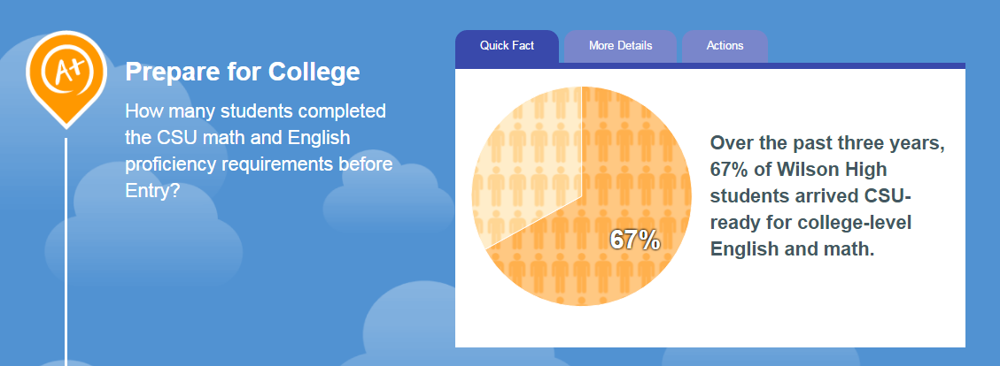 A+
Prepare for College
How many students completed
the CSU math and English
proficiency requirements before
Entry?
Quick Fact
More Details
Actions
67%
Over the past three years,
67% of Wilson High
students arrived CSU-
ready for college-level
English and math.